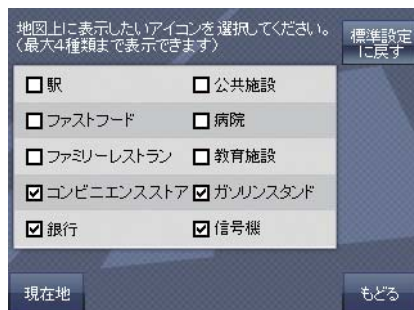 地図上に表示したいアイコンを選択してください。
(最大4種類まで表示できます)
標準設定
に戻す
駅
公共施設
ファストフード
病院
ファミリーレストラン
教育施設
コンビニエンスストア
ガソリンスタンド
銀行
信号機
現在地
もどる